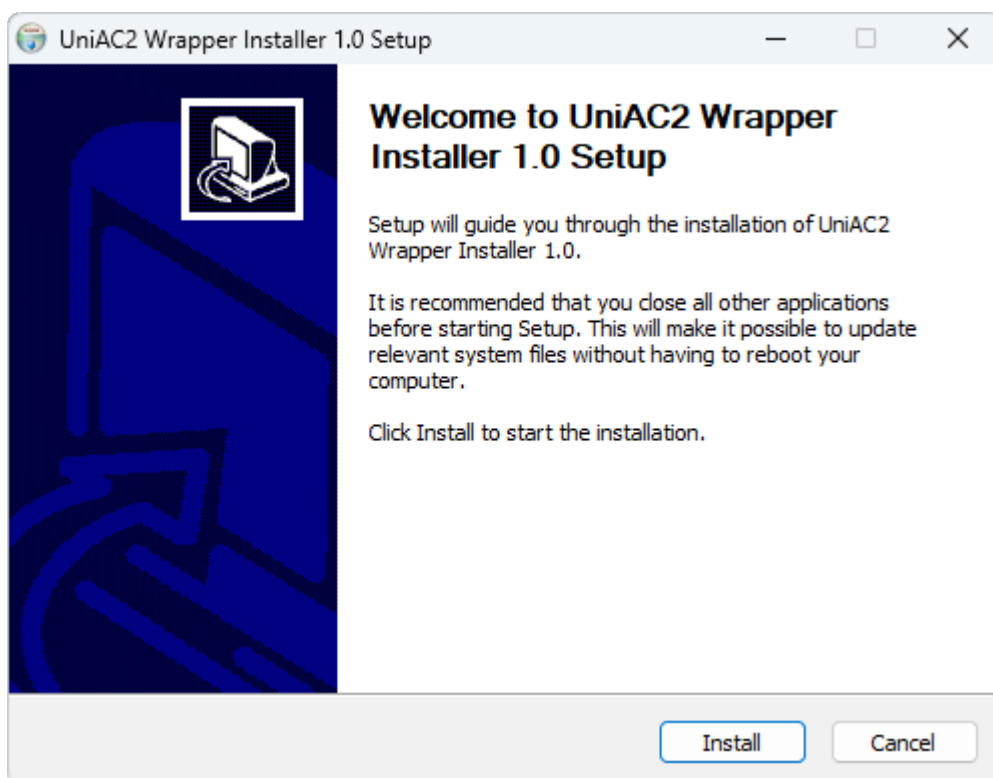 UniAC2 Wrapper Installer 1.0 Setup
Welcome to UniAC2 Wrapper
Installer 1.0 Setup
Setup will guide you through the installation of UniAC2
Wrapper Installer 1.0.
It is recommended that you close all other applications
before starting Setup. This will make it possible to update
relevant system files without having to reboot your
computer.
Click Install to start the installation.
Install
Cancel